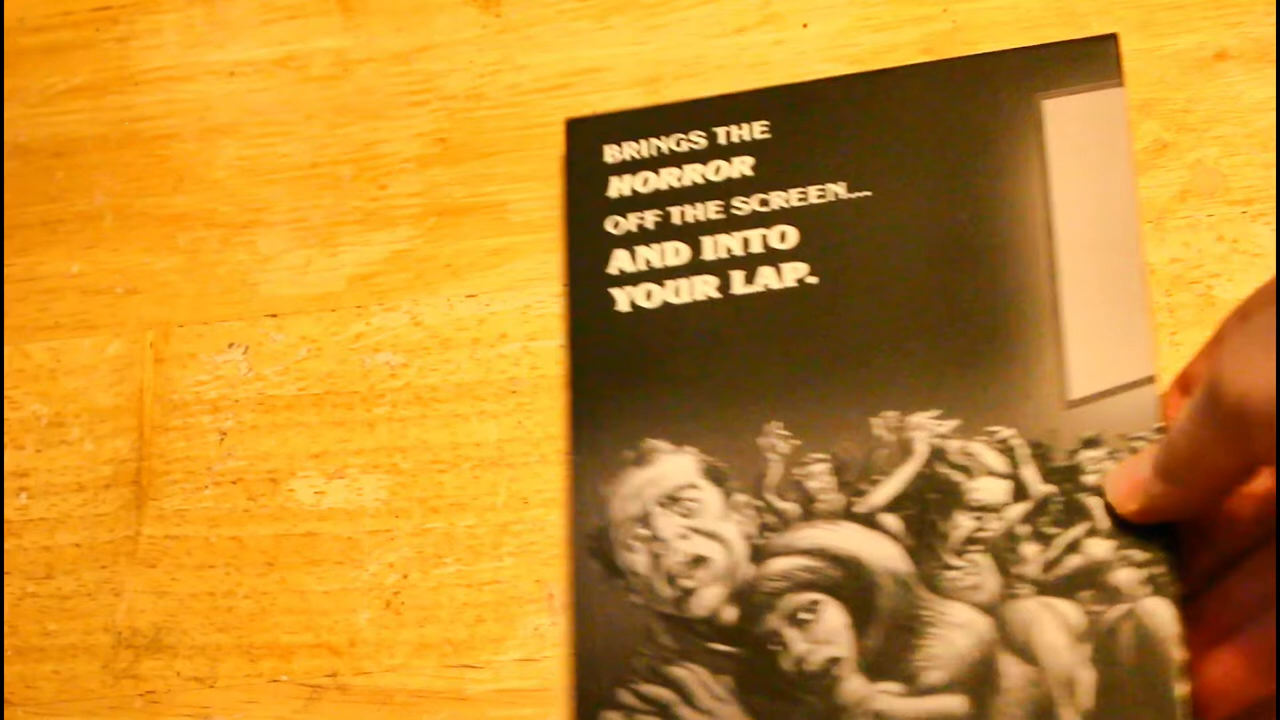 BRINGS THE
HORROR
OFF THE SCREEN...
AND INTO
YOUR LAP.